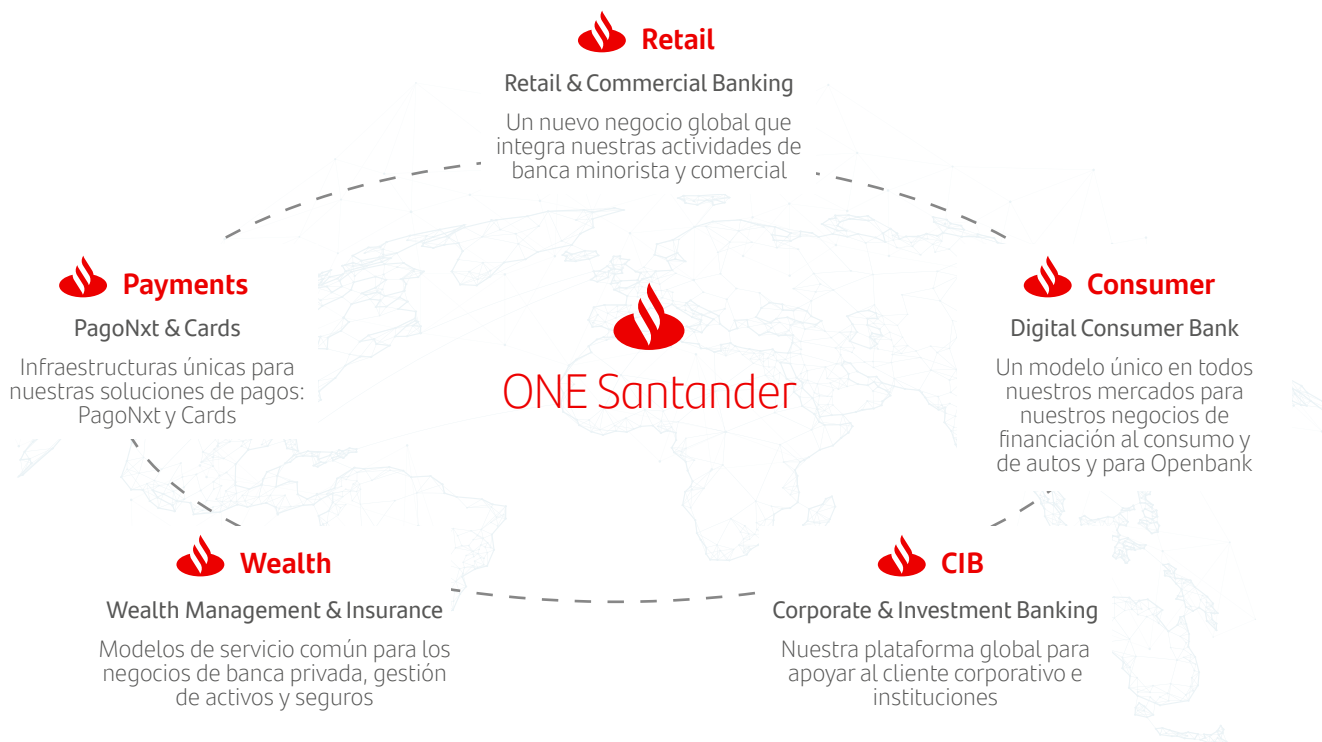 Retail
Retail & Commercial Banking
Un nuevo negocio global que
integra nuestras actividades de
banca minorista y comercial
Payments
PagoNxt & Cards
Infraestructuras únicas para
nuestras soluciones de pagos:
PagoNxt y Cards
ONE Santander
Consumer
Digital Consumer Bank
Un modelo único en todos
nuestros mercados para
nuestros negocios de
financiación al consumo y
de autos y para Openbank
Wealth
Wealth Management & Insurance
Modelos de servicio común para los
negocios de banca privada, gestión
de activos y seguros
CIB
Corporate & Investment Banking
Nuestra plataforma global para
apoyar al cliente corporativo e
instituciones